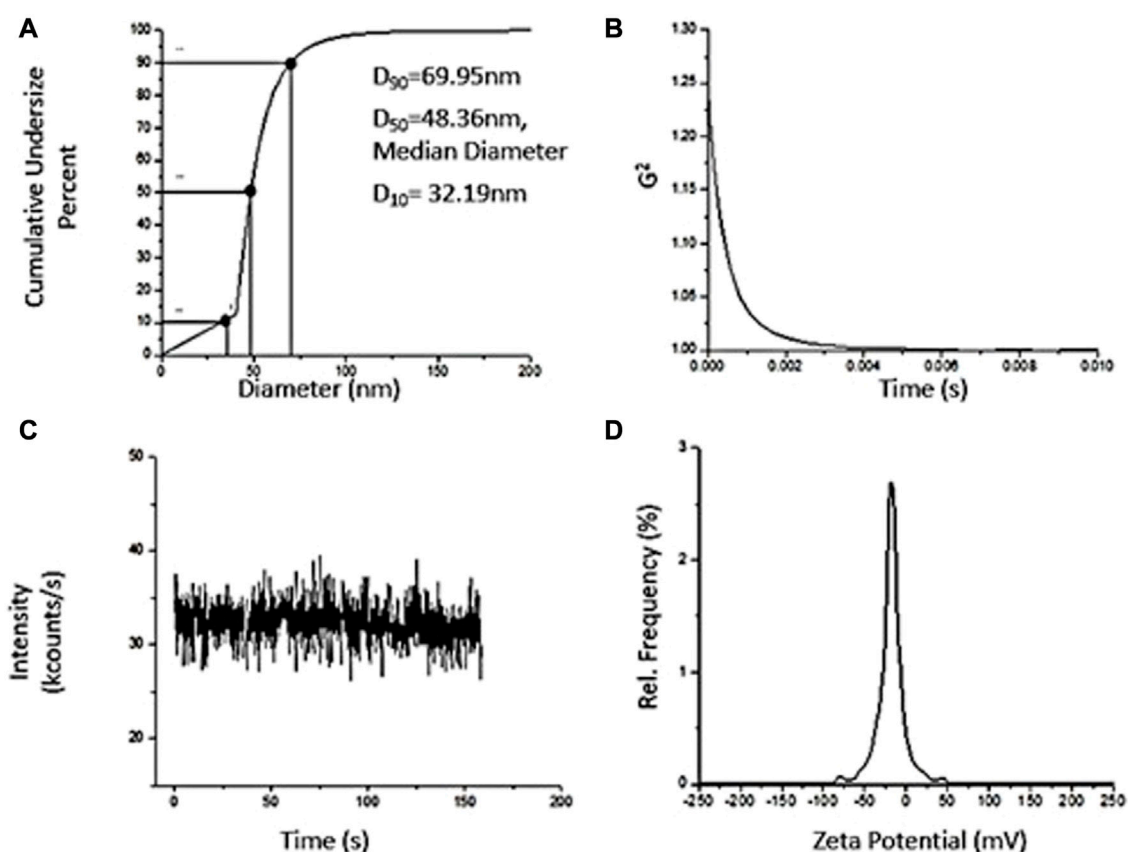 A
Cumulative Undersize
Percent
100
90
80
70
60
50
40
30
20
10
0
D₉₀=69.95nm
D₅₀=48.36nm,
Median Diameter
D₁₀= 32.19nm
0
50
100
150
200
Diameter (nm)
B
G²
1.30
1.25
1.20
1.15
1.10
1.05
1.00
0.000
0.002
0.004
0.006
0.008
0.010
Time (s)
C
Intensity
(kcounts/s)
50
40
30
20
0
50
100
150
200
Time (s)
D
Rel. Frequency (%)
3
2
1
0
-250
-200
-150
-100
-50
0
50
100
150
200
250
Zeta Potential (mV)